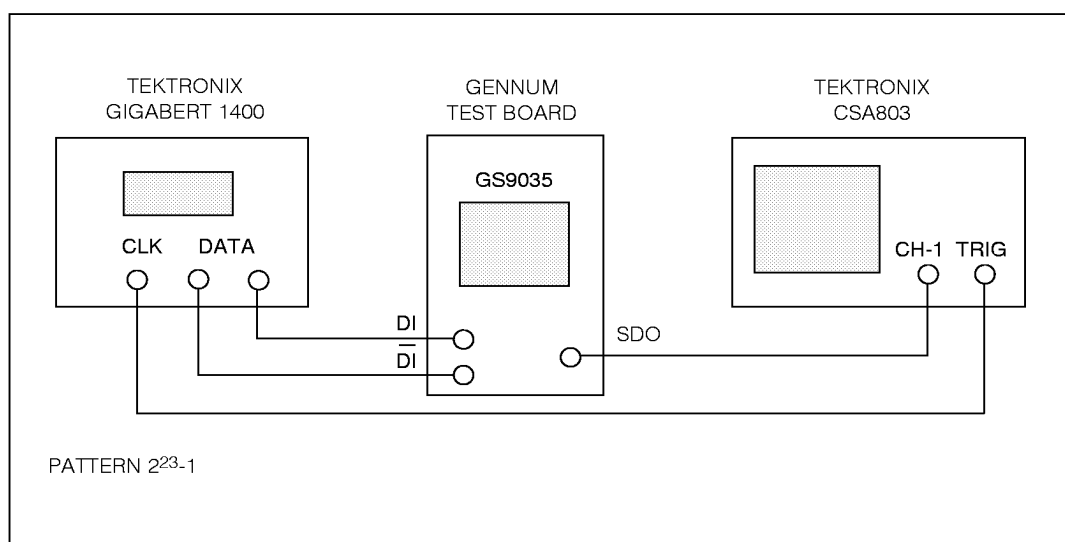 TEKTRONIX
GIGABERT 1400
GENNUM
TEST BOARD
TEKTRONIX
CSA803
GS9035
CLK DATA
CH-1 TRIG
DI
D̅I̅
SDO
PATTERN 2²³-1